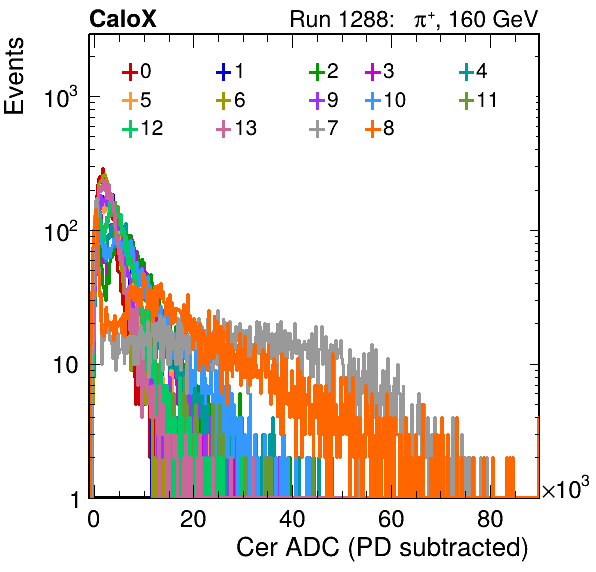 CaloX Run 1288: π⁺, 160 GeV
Events
0 1 2 3 4
5 6 9 10 11
12 13 7 8
10³
10²
10
1
0 20 40 60 80 ×10³
Cer ADC (PD subtracted)